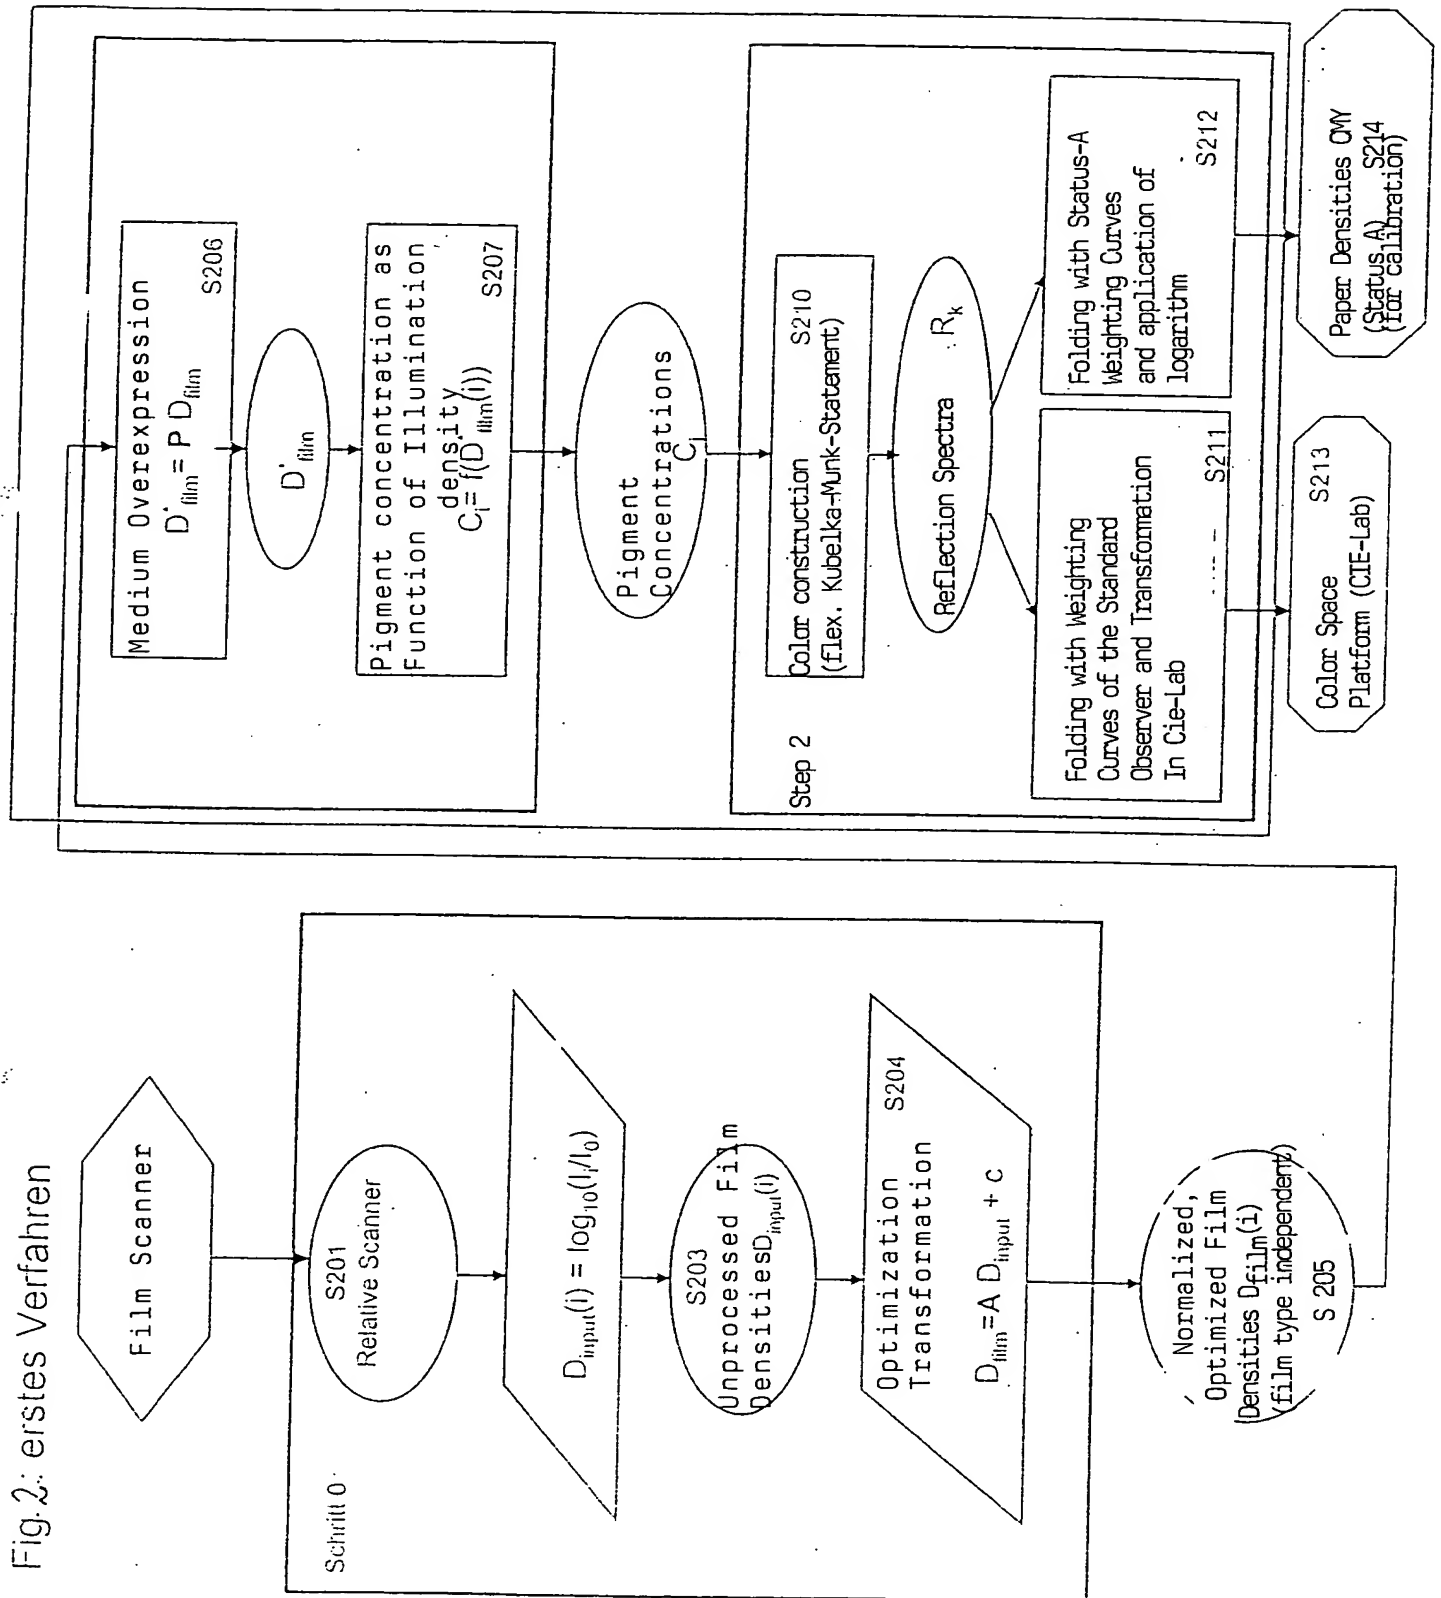 Fig. 2: erstes Verfahren
Film Scanner
Schritt 0
S201
Relative Scanner
D_input(i) = log₁₀(I_i/I₀)
S203
Unprocessed Film
Densities D_input(i)
Optimization S204
Transformation
D_film = A D_input + c
Normalized,
Optimized Film
Densities D_film(i)
(film type independent)
S 205
Medium Overexpression
D'_film = P D_film
S206
D'_film
Pigment concentration as
Function of Illumination
density
C_i = f(D'_film(i))
S207
Pigment
Concentrations
C_i
Step 2
Color construction S210
(flex. Kubelka-Munk-Statement)
Reflection Spectra R_k
Folding with Weighting
Curves of the Standard
Observer and Transformation
In Cie-Lab
S211
Folding with Status-A
Weighting Curves
and application of
logarithm
S212
Color Space S213
Platform (CIE-Lab)
Paper Densities CMY
(Status A) S214
(for calibration)